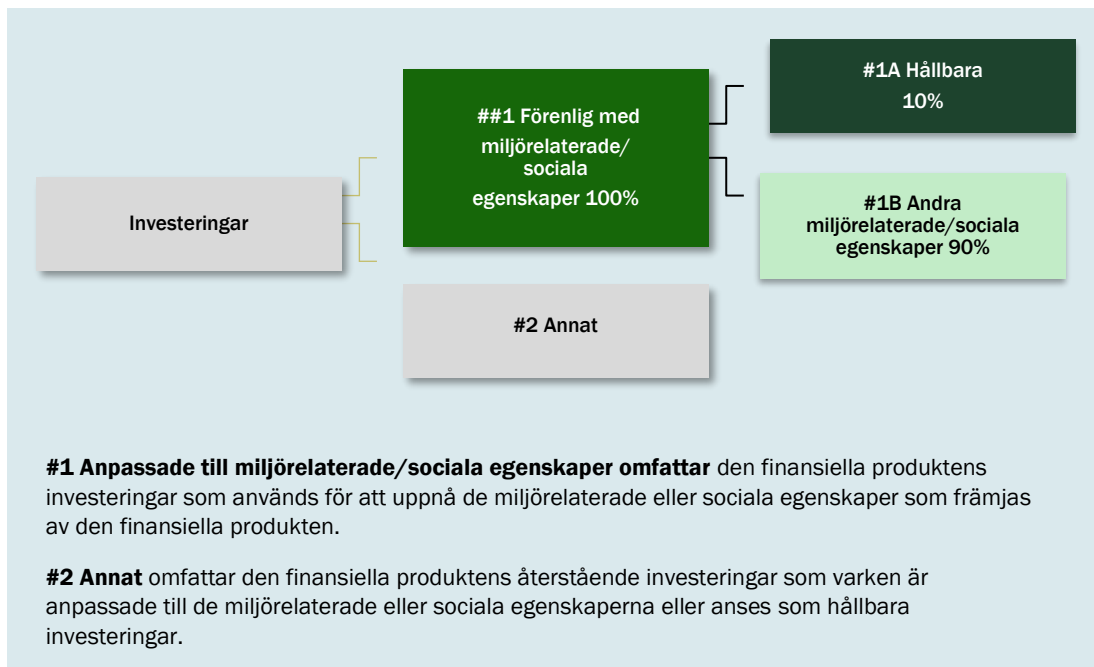 Investeringar
##1 Förenlig med
miljörelaterade/
sociala
egenskaper 100%
#1A Hållbara
10%
#1B Andra
miljörelaterade/sociala
egenskaper 90%
#2 Annat
#1 Anpassade till miljörelaterade/sociala egenskaper omfattar den finansiella produktens
investeringar som används för att uppnå de miljörelaterade eller sociala egenskaper som främjas
av den finansiella produkten.
#2 Annat omfattar den finansiella produktens återstående investeringar som varken är
anpassade till de miljörelaterade eller sociala egenskaperna eller anses som hållbara
investeringar.